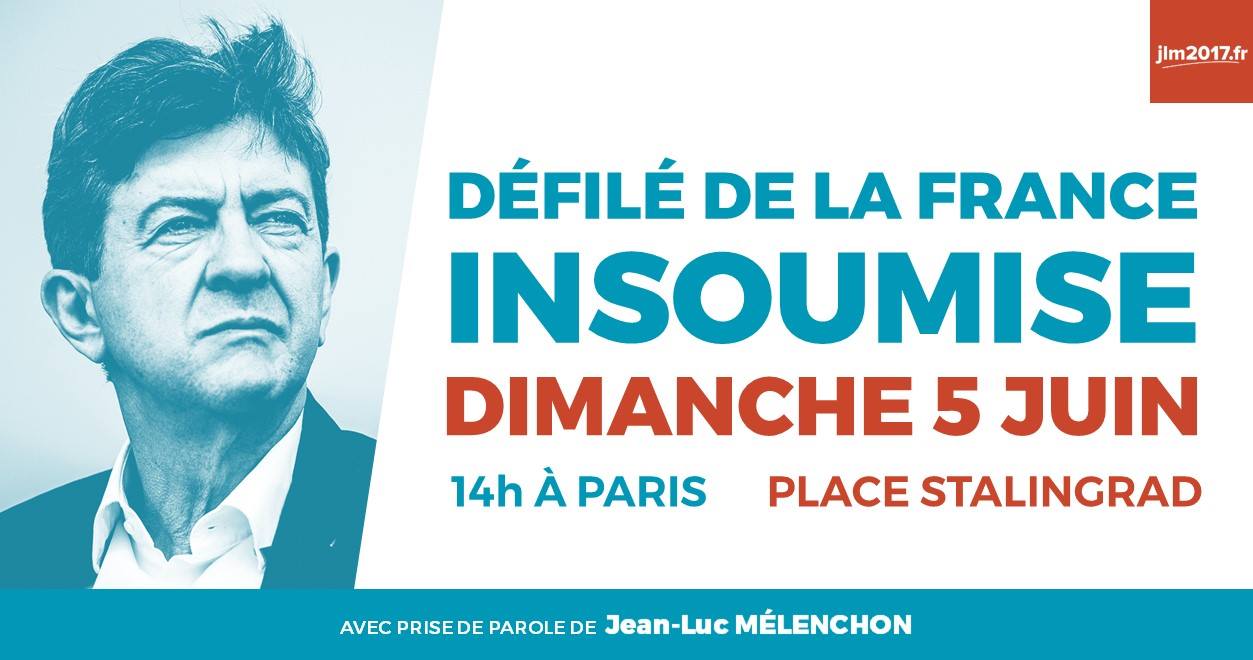 jlm2017.fr
DÉFILÉ DE LA FRANCE
INSOUMISE
DIMANCHE 5 JUIN
14h À PARIS PLACE STALINGRAD
AVEC PRISE DE PAROLE DE Jean-Luc MÉLENCHON